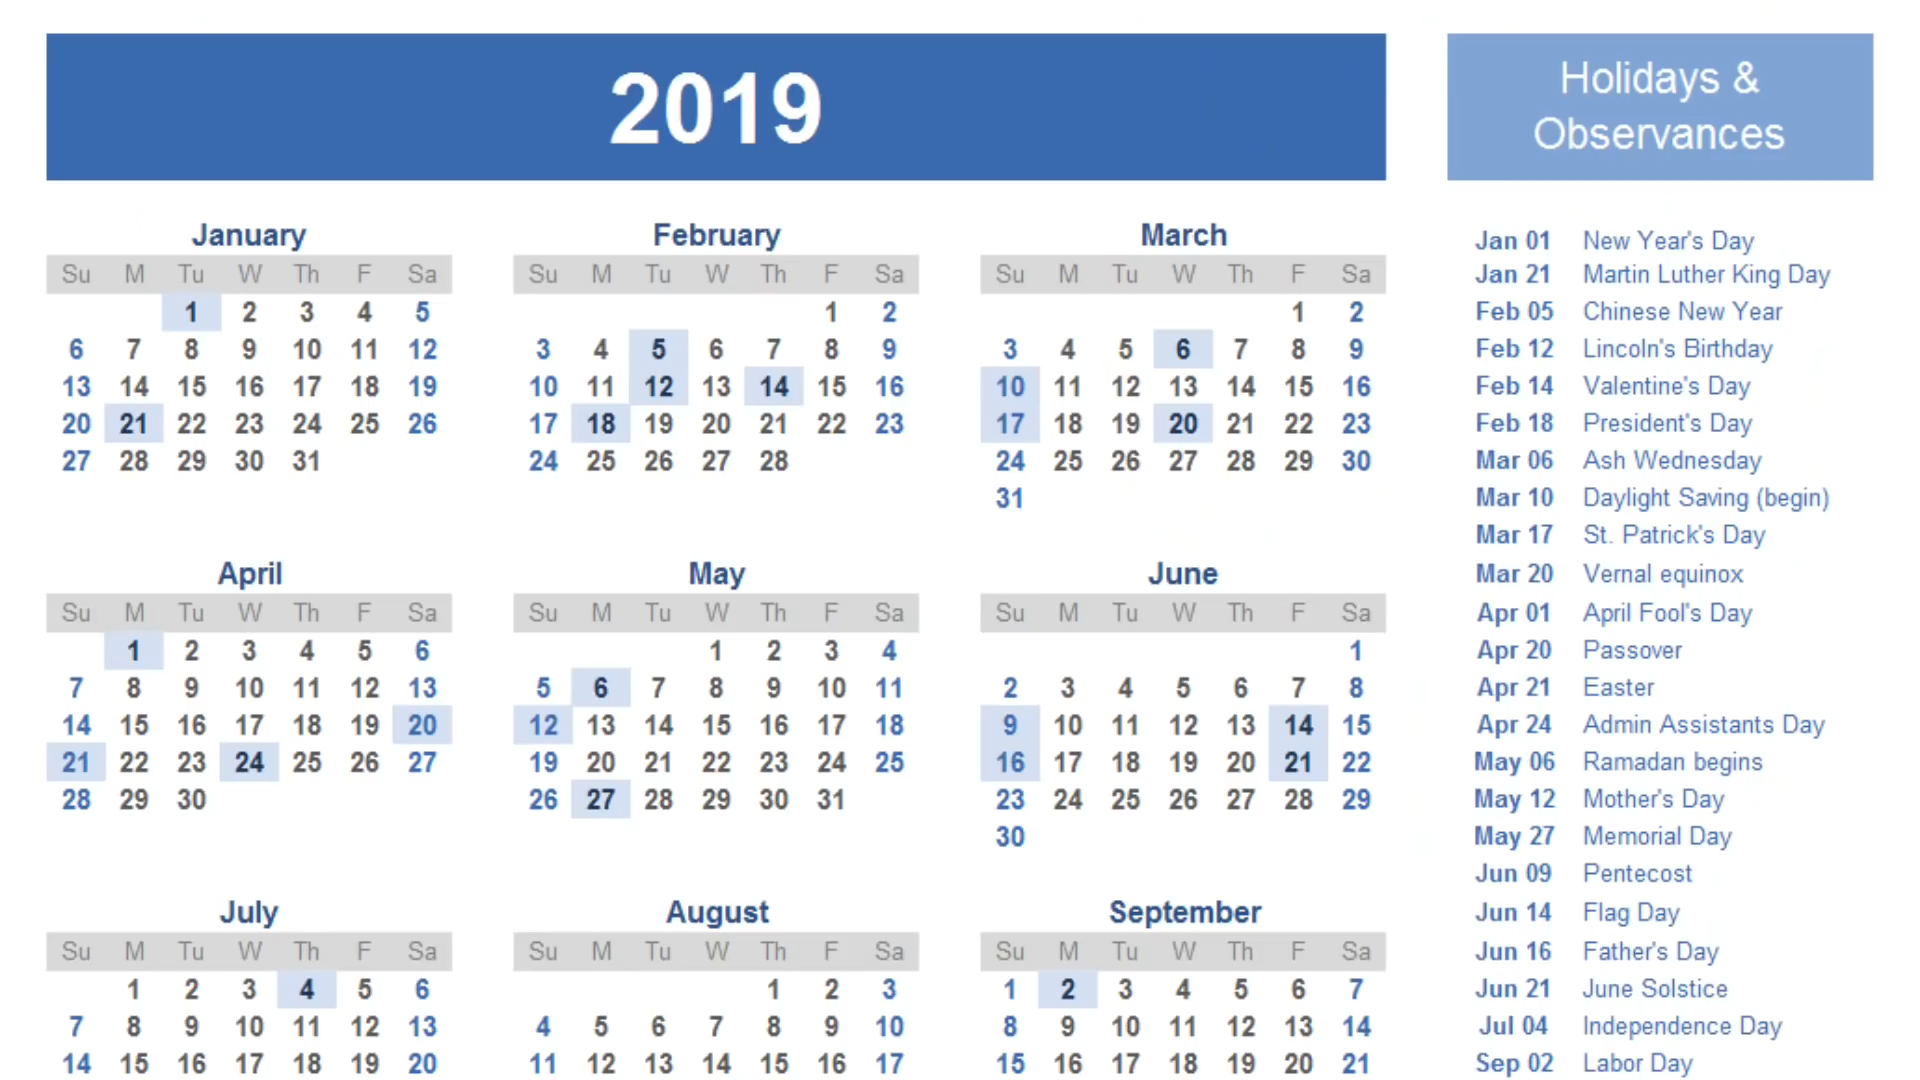 2019
Holidays &
Observances
January
Su M Tu W Th F Sa
1 2 3 4 5
6 7 8 9 10 11 12
13 14 15 16 17 18 19
20 21 22 23 24 25 26
27 28 29 30 31
February
Su M Tu W Th F Sa
1 2
3 4 5 6 7 8 9
10 11 12 13 14 15 16
17 18 19 20 21 22 23
24 25 26 27 28
March
Su M Tu W Th F Sa
1 2
3 4 5 6 7 8 9
10 11 12 13 14 15 16
17 18 19 20 21 22 23
24 25 26 27 28 29 30
31
April
Su M Tu W Th F Sa
1 2 3 4 5 6
7 8 9 10 11 12 13
14 15 16 17 18 19 20
21 22 23 24 25 26 27
28 29 30
May
Su M Tu W Th F Sa
1 2 3 4
5 6 7 8 9 10 11
12 13 14 15 16 17 18
19 20 21 22 23 24 25
26 27 28 29 30 31
June
Su M Tu W Th F Sa
1
2 3 4 5 6 7 8
9 10 11 12 13 14 15
16 17 18 19 20 21 22
23 24 25 26 27 28 29
30
July
Su M Tu W Th F Sa
1 2 3 4 5 6
7 8 9 10 11 12 13
14 15 16 17 18 19 20
August
Su M Tu W Th F Sa
1 2 3
4 5 6 7 8 9 10
11 12 13 14 15 16 17
September
Su M Tu W Th F Sa
1 2 3 4 5 6 7
8 9 10 11 12 13 14
15 16 17 18 19 20 21
Jan 01 New Year's Day
Jan 21 Martin Luther King Day
Feb 05 Chinese New Year
Feb 12 Lincoln's Birthday
Feb 14 Valentine's Day
Feb 18 President's Day
Mar 06 Ash Wednesday
Mar 10 Daylight Saving (begin)
Mar 17 St. Patrick's Day
Mar 20 Vernal equinox
Apr 01 April Fool's Day
Apr 20 Passover
Apr 21 Easter
Apr 24 Admin Assistants Day
May 06 Ramadan begins
May 12 Mother's Day
May 27 Memorial Day
Jun 09 Pentecost
Jun 14 Flag Day
Jun 16 Father's Day
Jun 21 June Solstice
Jul 04 Independence Day
Sep 02 Labor Day